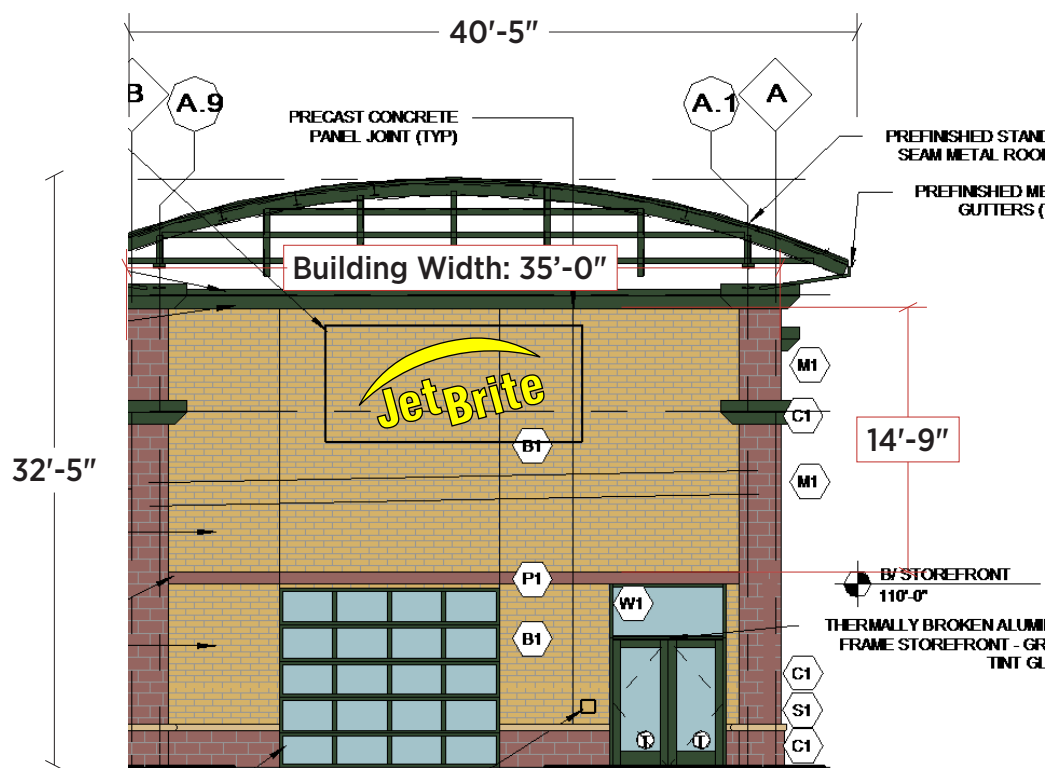 40'-5"
B
A.9
A.1
A
PRECAST CONCRETE
PANEL JOINT (TYP)
PREFINISHED STAND
SEAM METAL ROO
PREFINISHED ME
GUTTERS (
Building Width: 35'-0"
JetBrite
M1
C1
14'-9"
B1
32'-5"
M1
P1
B/ STOREFRONT
110'-0"
W1
THERMALLY BROKEN ALUMI
FRAME STOREFRONT - GR
TINT GL
B1
C1
S1
C1
T
T